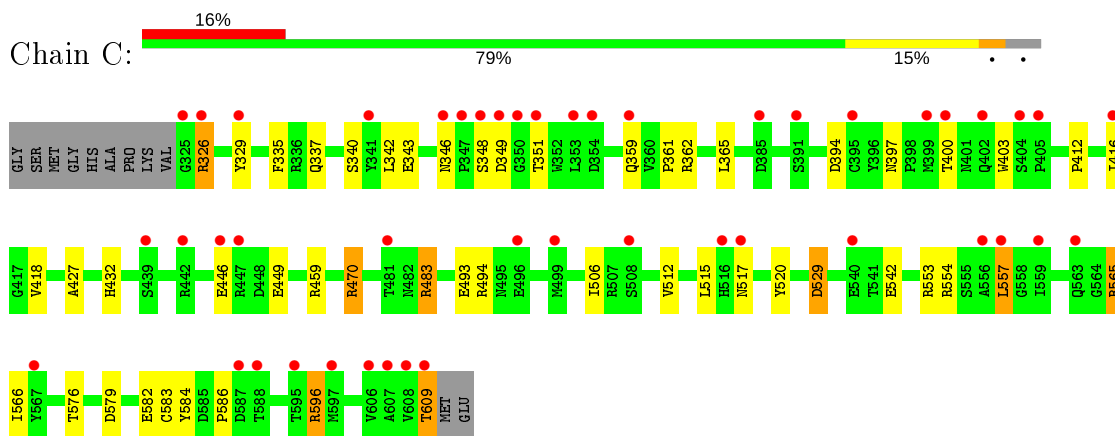 16%
Chain C:
79% 15% • •
GLY SER MET GLY HIS ALA PRO LYS VAL G325 R326 Y329 F335 R336 Q337 S340 Y341 L342 E343 N346 P347 S348 D349 G350 T351 W352 L353 D354 Q359 V360 P361 R362 L365 D385 S391 D394 C395 Y396 N397 P398 M399 T400 N401 Q402 W403 S404 P405 P412 I416
G417 V418 A427 H432 S439 R442 E446 R447 D448 E449 R459 R470 T481 N482 R483 E493 R494 N495 E496 M499 I506 R507 S508 V512 L515 H516 N517 Y520 D529 E540 T541 E542 R553 R554 S555 A556 L557 G558 I559 Q563 G564 R565
I566 Y567 T576 D579 E582 C583 Y584 D585 P586 D587 T588 T595 R596 M597 V606 A607 V608 T609 MET GLU